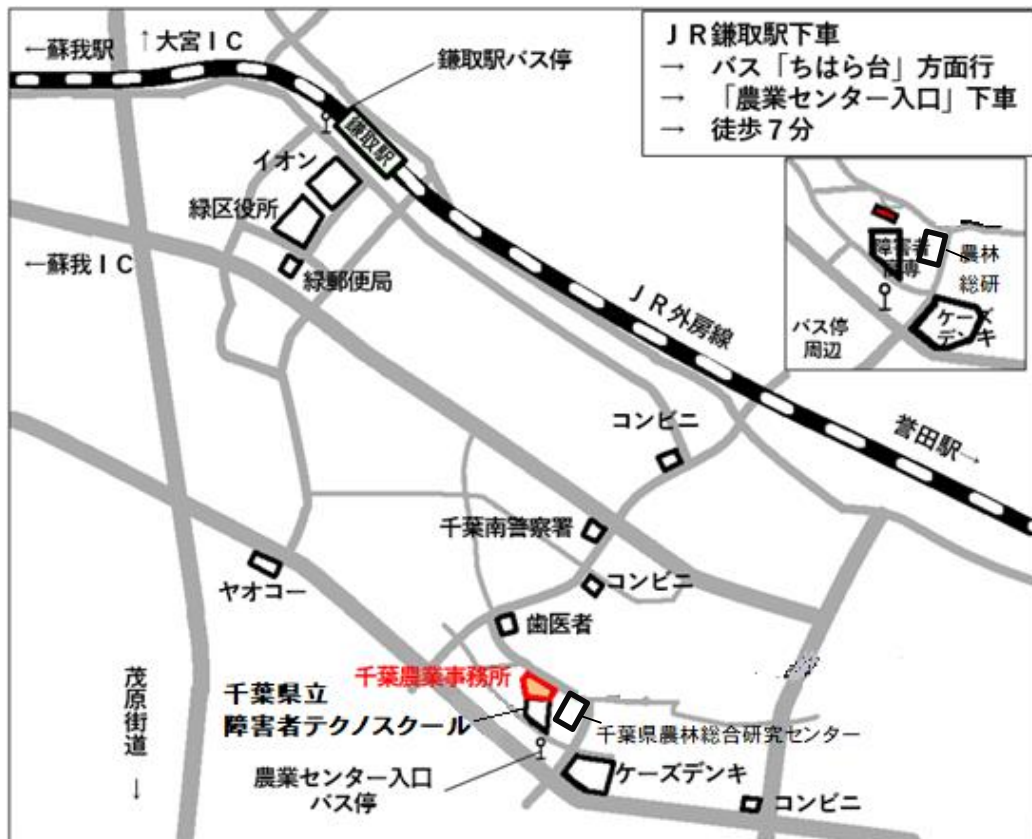 ←蘇我駅
↑大宮ＩＣ
鎌取駅バス停
ＪＲ鎌取駅下車
→ バス「ちはら台」方面行
→ 「農業センター入口」下車
→ 徒歩７分
鎌取駅
イオン
緑区役所
←蘇我ＩＣ
緑郵便局
ＪＲ外房線
障害者
高専
農林
総研
バス停
周辺
ケーズ
デンキ
コンビニ
誉田駅→
千葉南警察署
ヤオコー
コンビニ
歯医者
千葉農業事務所
千葉県立
障害者テクノスクール
千葉県農林総合研究センター
茂原街道
↓
農業センター入口
バス停
ケーズデンキ
コンビニ